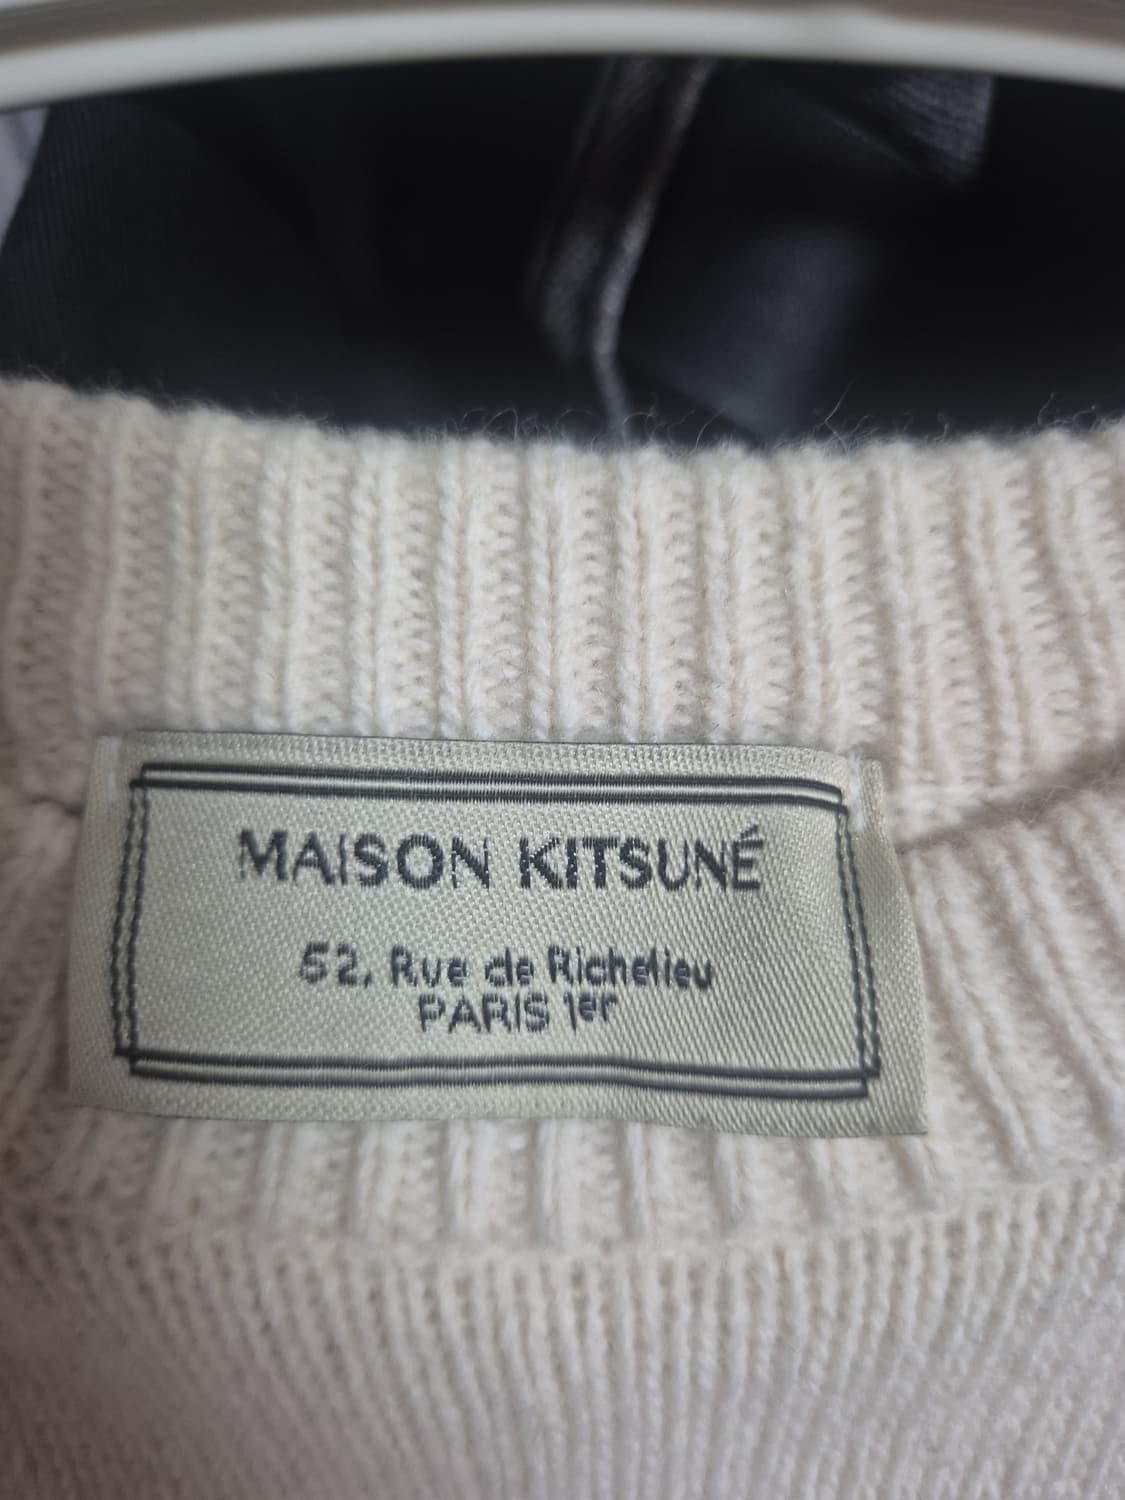 MAISON KITSUNÉ
52, Rue de Richelieu
PARIS 1er